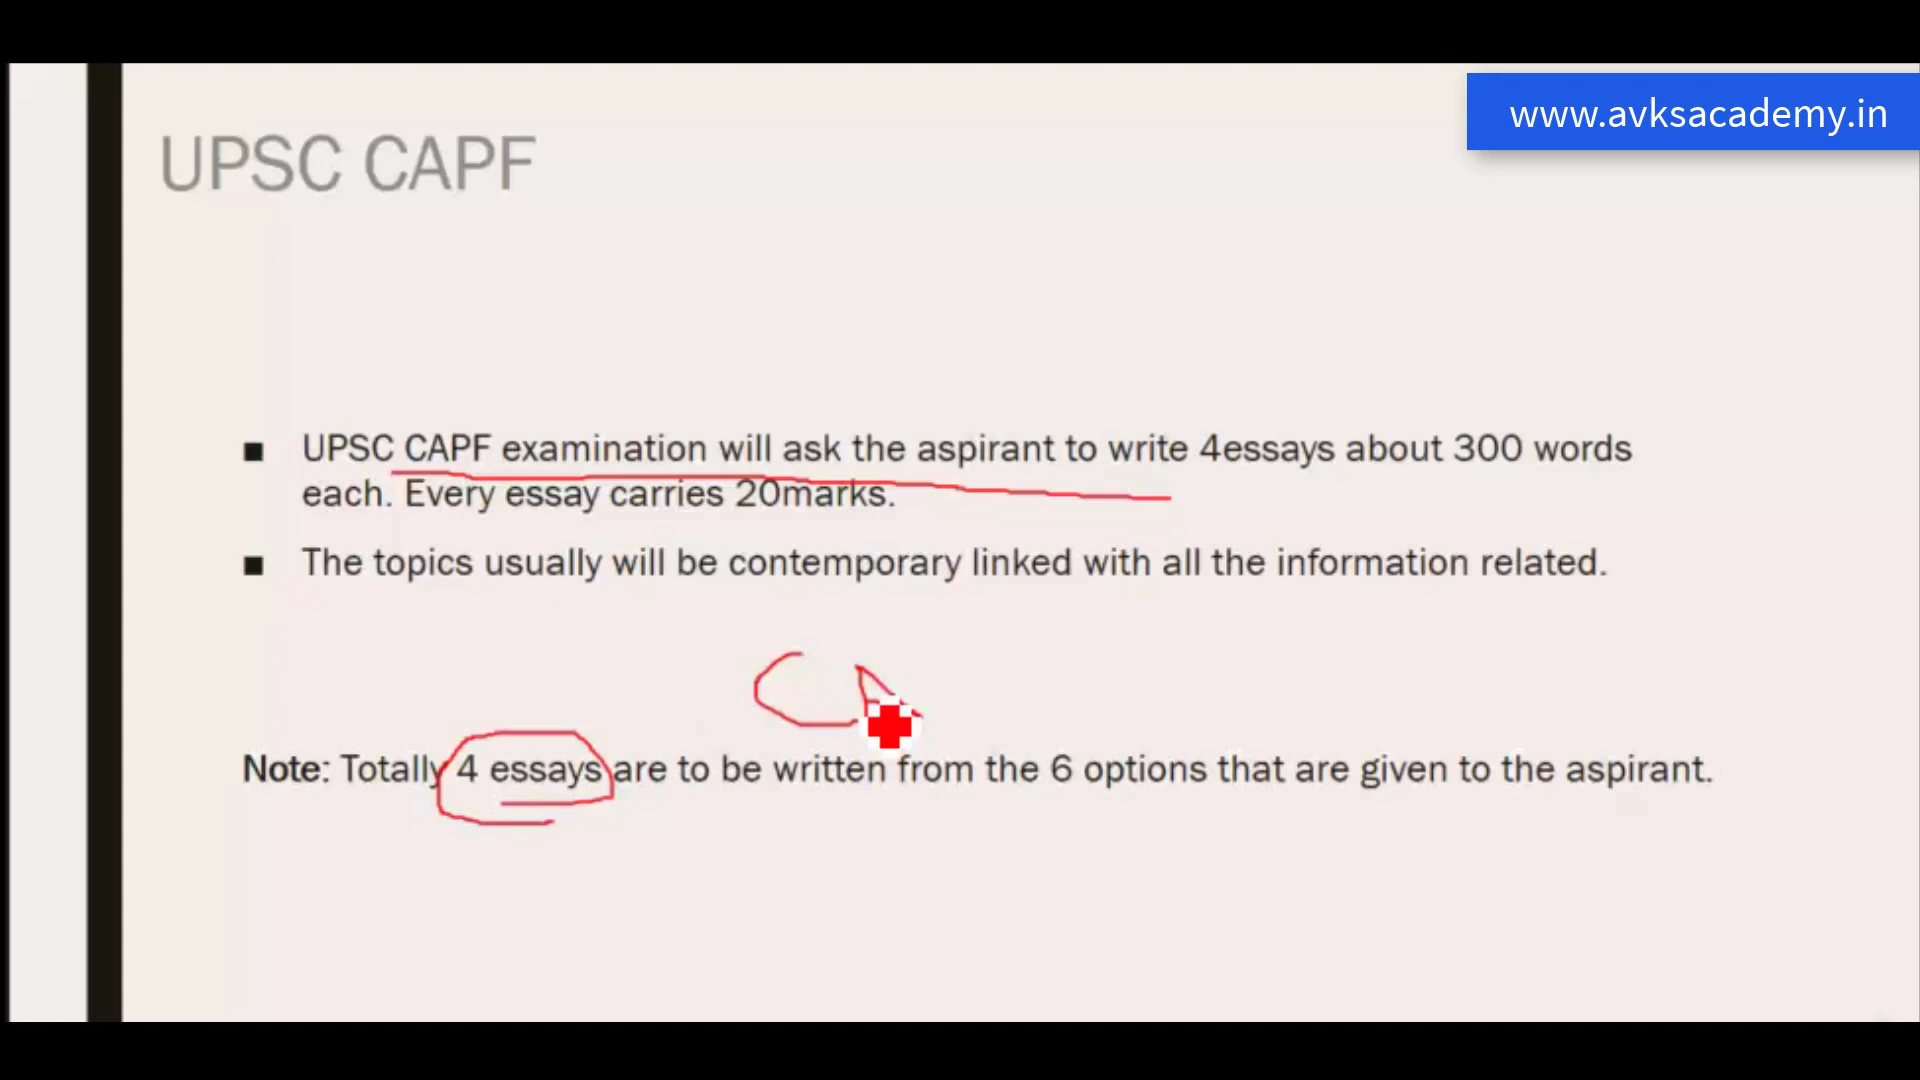 www.avksacademy.in
UPSC CAPF
■ UPSC CAPF examination will ask the aspirant to write 4essays about 300 words
each. Every essay carries 20marks.
■ The topics usually will be contemporary linked with all the information related.
Note: Totally 4 essays are to be written from the 6 options that are given to the aspirant.